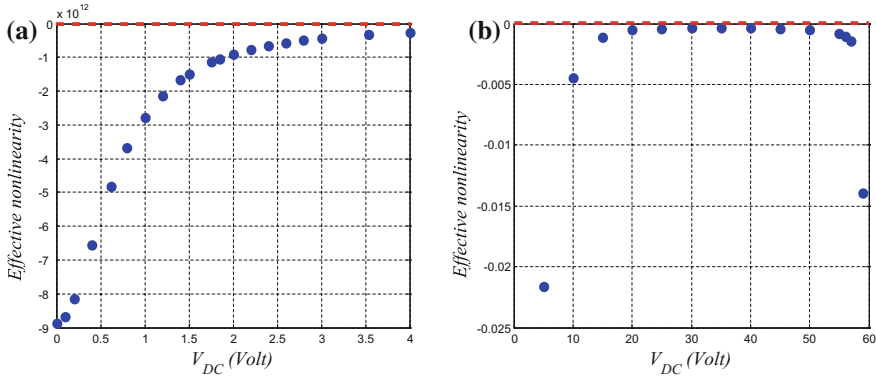 (a)
x 10^12
0
-1
-2
-3
-4
-5
-6
-7
-8
-9
Effective nonlinearity
0 0.5 1 1.5 2 2.5 3 3.5 4
V_DC (Volt)
(b)
0
-0.005
-0.01
-0.015
-0.02
-0.025
Effective nonlinearity
0 10 20 30 40 50 60
V_DC (Volt)